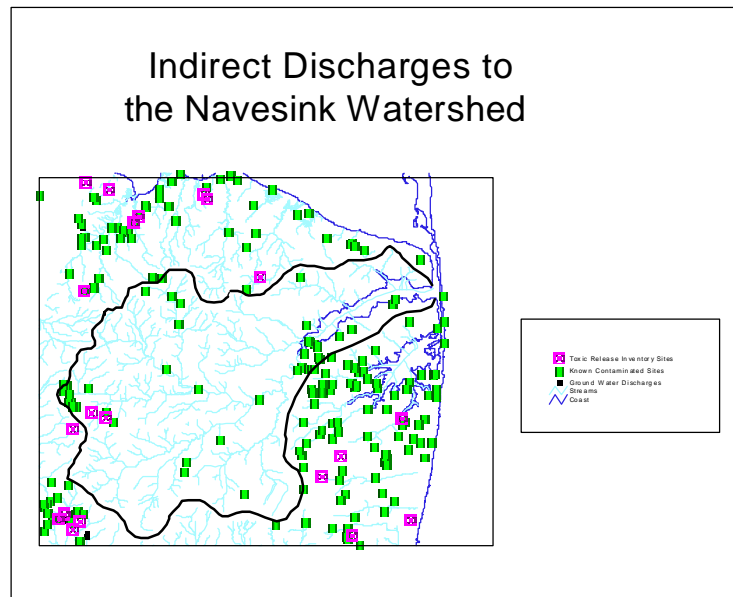 Indirect Discharges to
the Navesink Watershed
Toxic Release Inventory Sites
Known Contaminated Sites
Ground Water Discharges
Streams
Coast